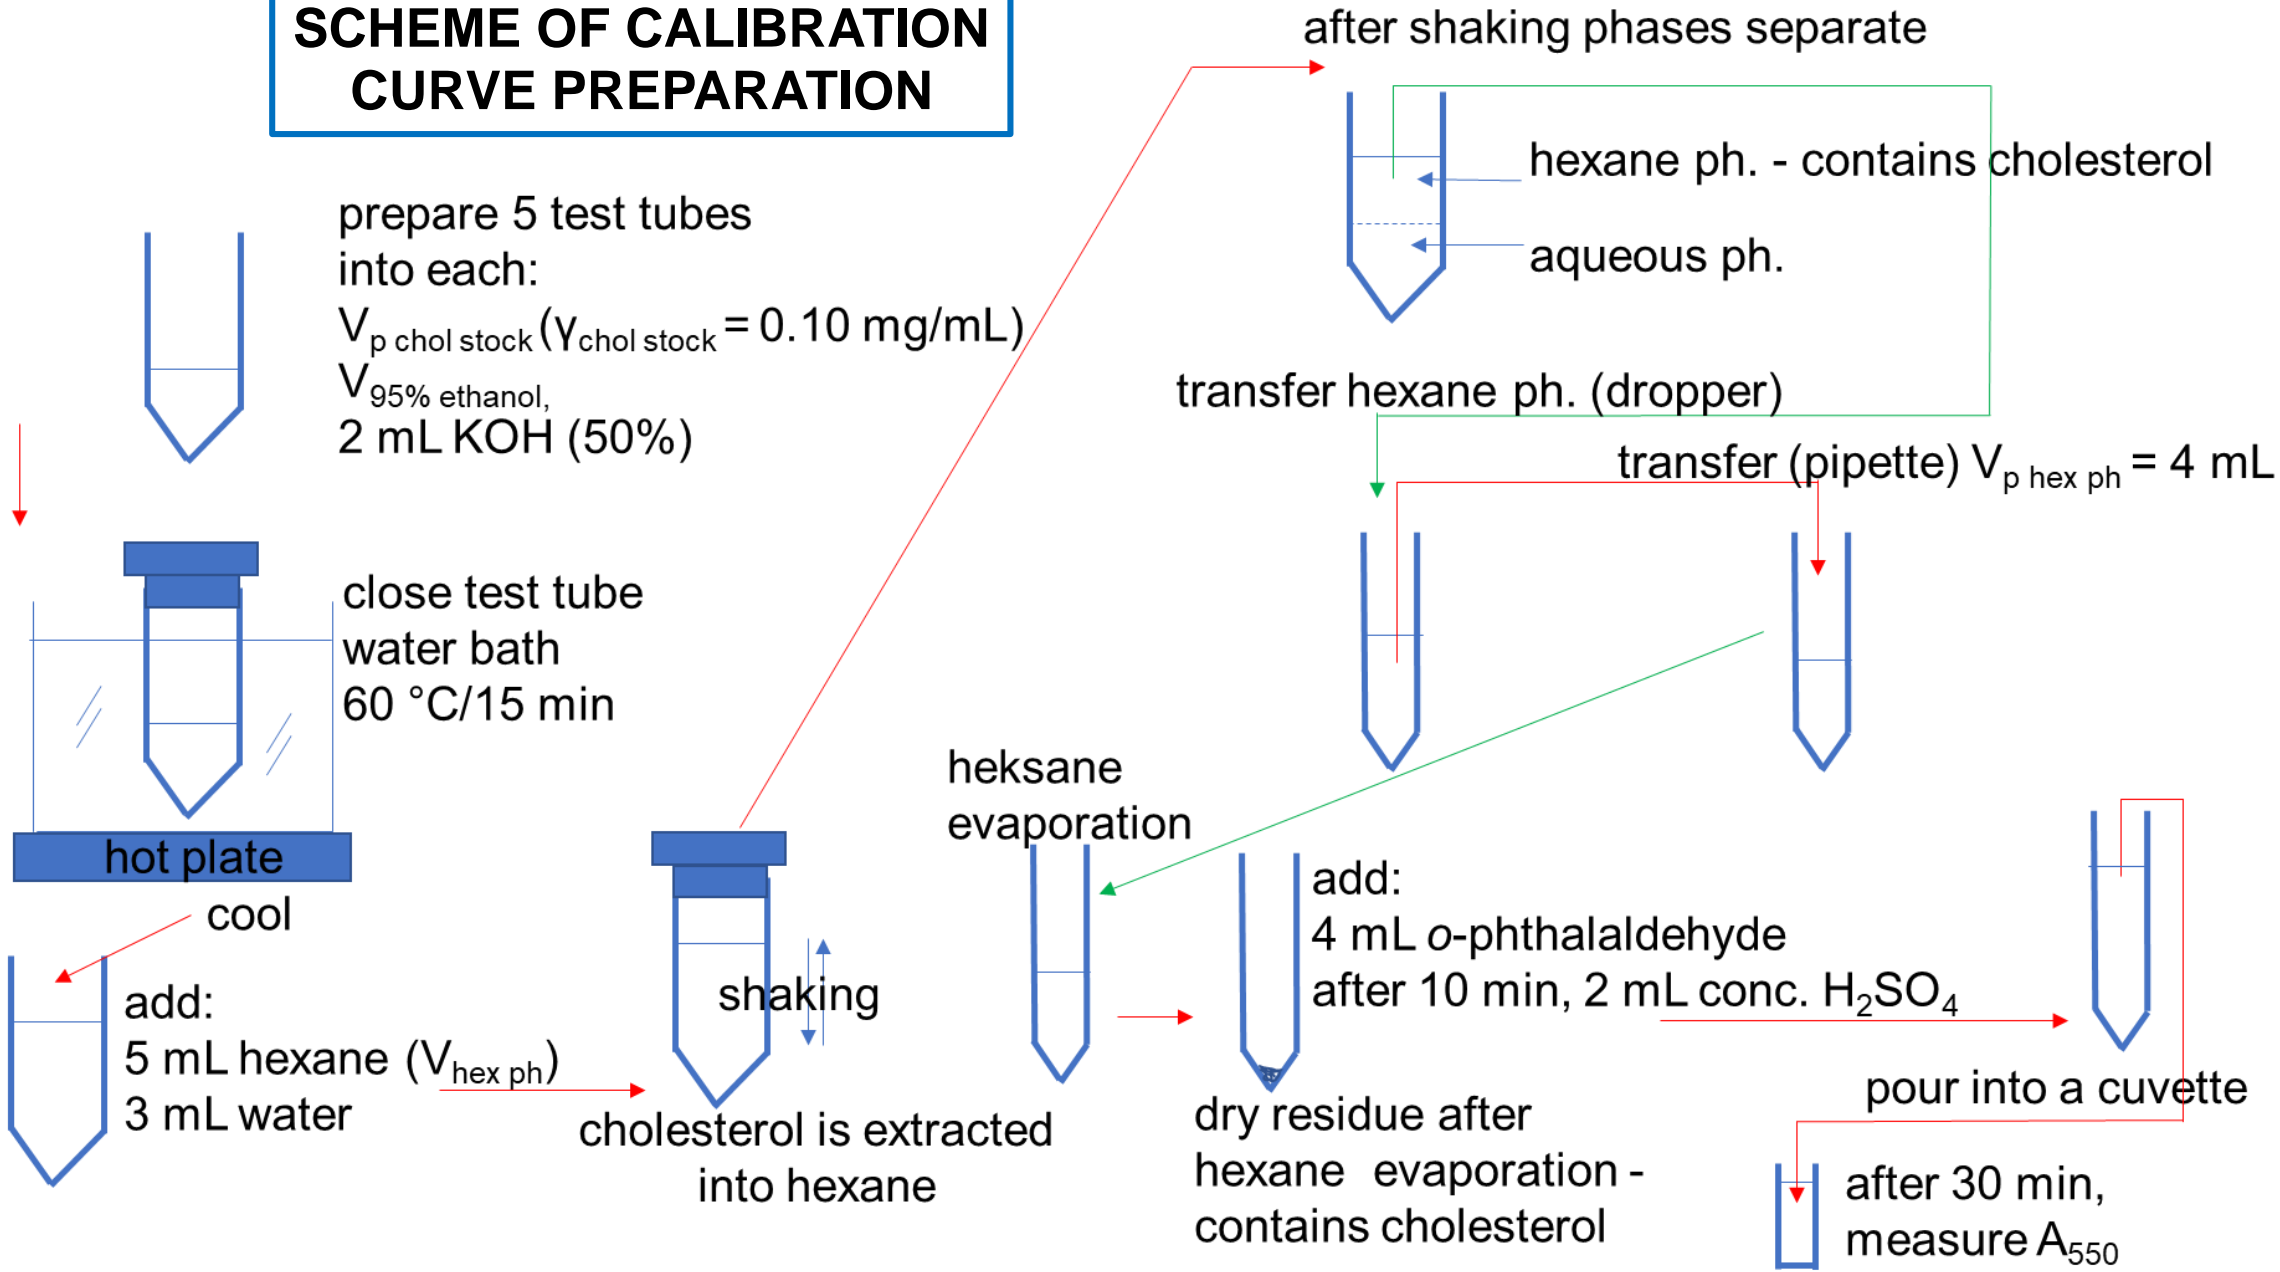 SCHEME OF CALIBRATION
CURVE PREPARATION
prepare 5 test tubes
into each:
V_p chol stock (γ_chol stock = 0.10 mg/mL)
V_95% ethanol,
2 mL KOH (50%)
close test tube
water bath
60 °C/15 min
hot plate
cool
add:
5 mL hexane (V_hex ph)
3 mL water
shaking
cholesterol is extracted
into hexane
after shaking phases separate
hexane ph. - contains cholesterol
aqueous ph.
transfer hexane ph. (dropper)
transfer (pipette) V_p hex ph = 4 mL
heksane
evaporation
dry residue after
hexane evaporation -
contains cholesterol
add:
4 mL o-phthalaldehyde
after 10 min, 2 mL conc. H₂SO₄
pour into a cuvette
after 30 min,
measure A₅₅₀